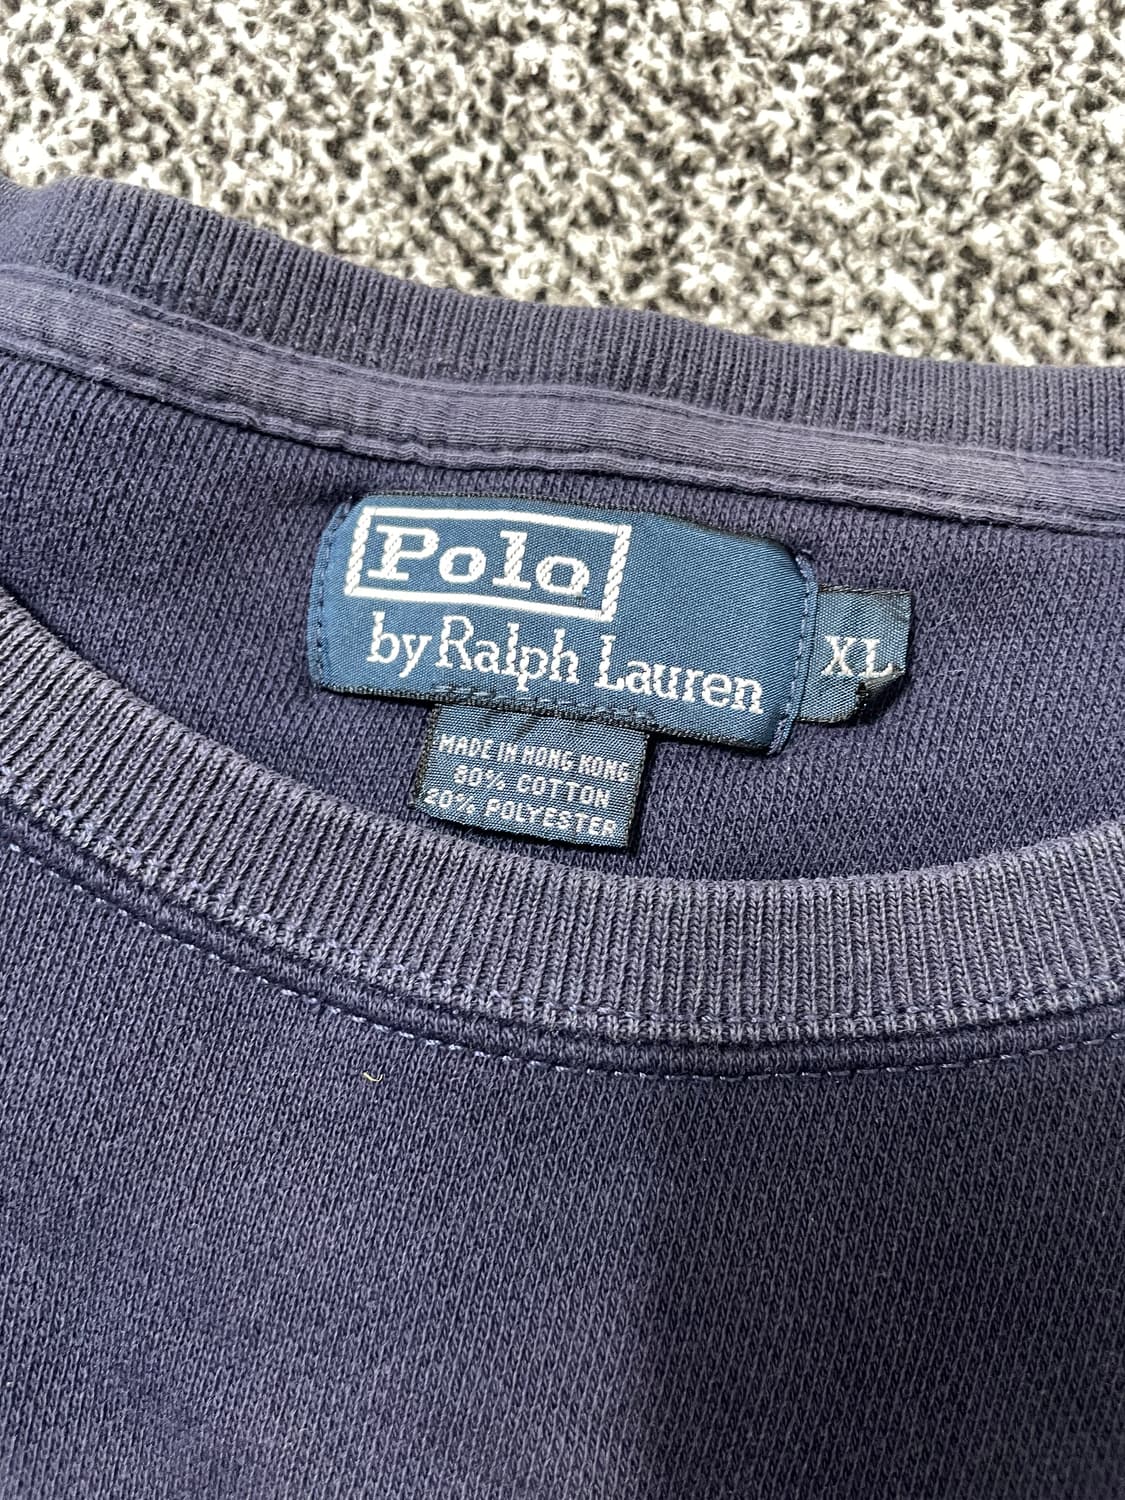 Polo
by Ralph Lauren
XL
MADE IN HONG KONG
80% COTTON
20% POLYESTER